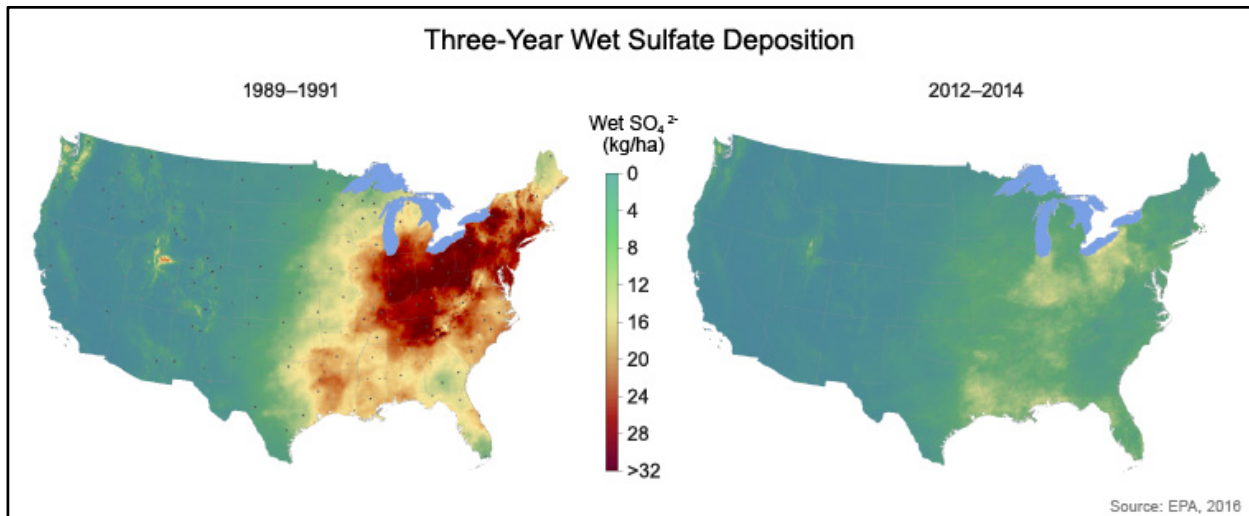 Three-Year Wet Sulfate Deposition
1989–1991
2012–2014
Wet SO₄²⁻
(kg/ha)
0
4
8
12
16
20
24
28
>32
Source: EPA, 2016